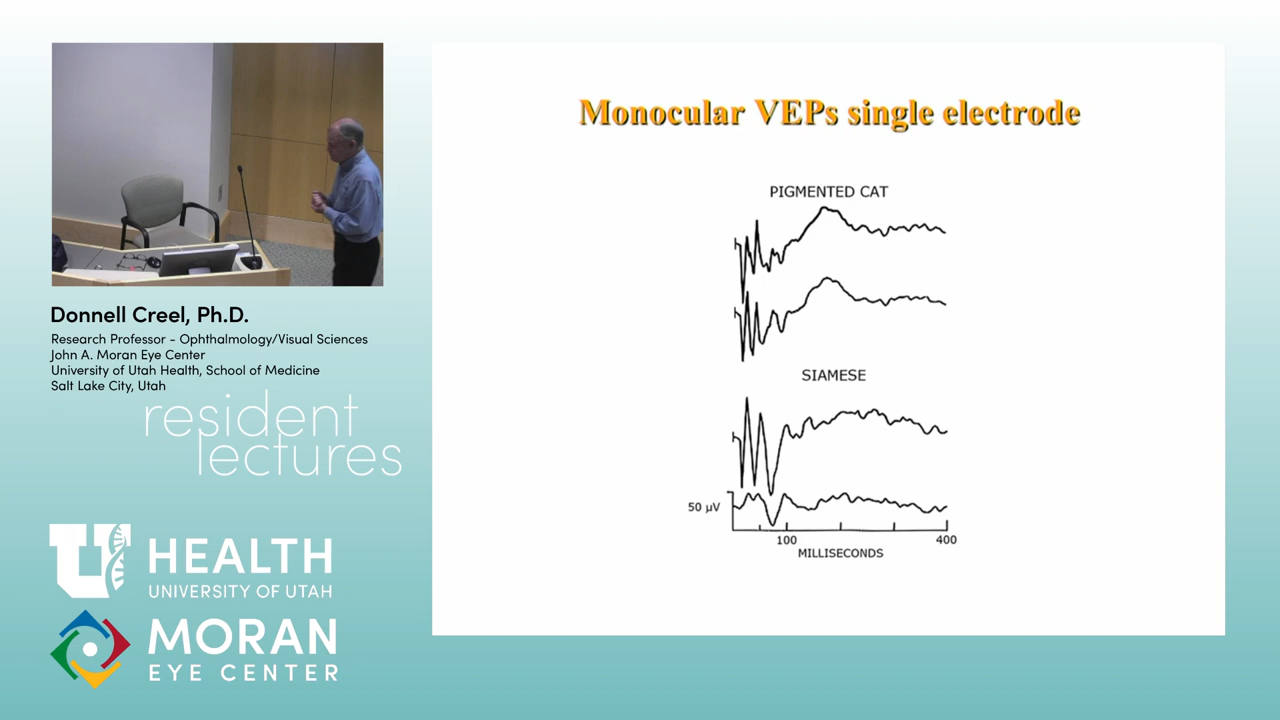 Monocular VEPs single electrode
PIGMENTED CAT
SIAMESE
50 µV
100
400
MILLISECONDS
Donnell Creel, Ph.D.
Research Professor - Ophthalmology/Visual Sciences
John A. Moran Eye Center
University of Utah Health, School of Medicine
Salt Lake City, Utah
resident
lectures
U HEALTH
UNIVERSITY OF UTAH
MORAN
EYE CENTER